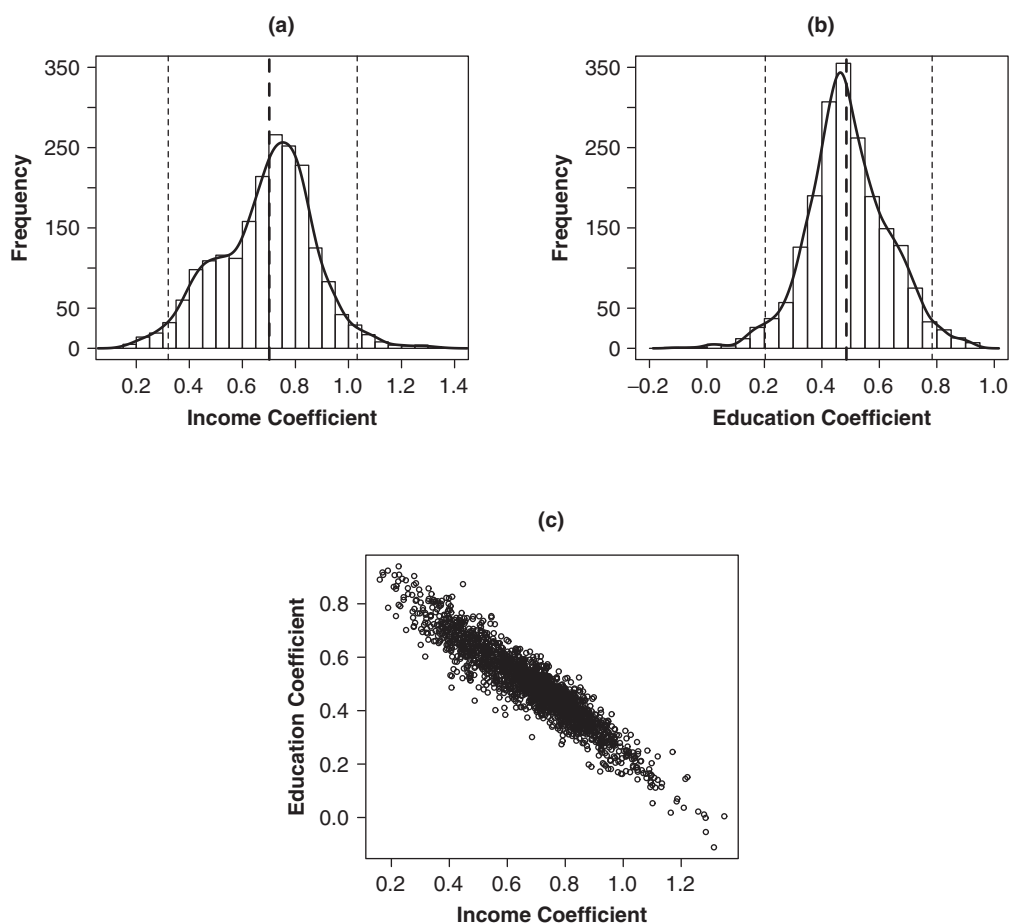 (a)
Frequency
350
250
150
50
0
0.2 0.4 0.6 0.8 1.0 1.2 1.4
Income Coefficient
(b)
Frequency
350
250
150
50
0
−0.2 0.0 0.2 0.4 0.6 0.8 1.0
Education Coefficient
(c)
Education Coefficient
0.8
0.6
0.4
0.2
0.0
0.2 0.4 0.6 0.8 1.0 1.2
Income Coefficient